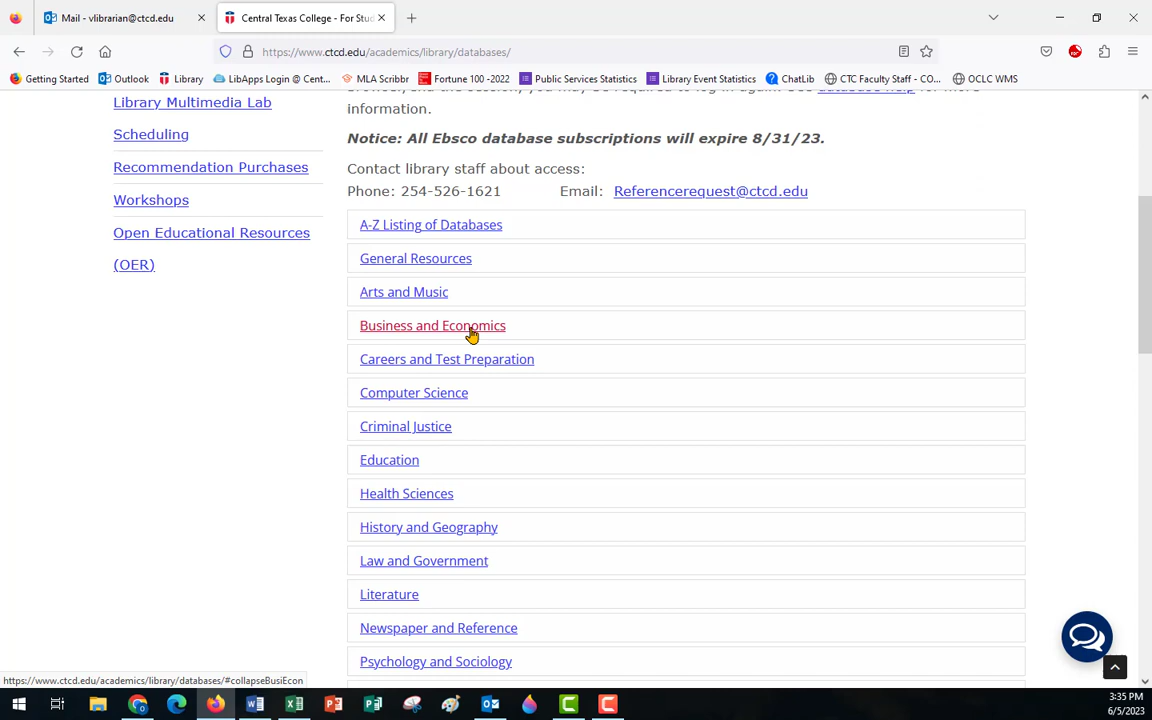 Mail - vlibrarian@ctcd.edu
Central Texas College - For Stud
https://www.ctcd.edu/academics/library/databases/
Getting Started Outlook Library LibApps Login @ Cent... MLA Scribbr Fortune 100 -2022 Public Services Statistics Library Event Statistics ChatLib CTC Faculty Staff - CO... OCLC WMS
Library Multimedia Lab
Scheduling
Recommendation Purchases
Workshops
Open Educational Resources
(OER)
information.
Notice: All Ebsco database subscriptions will expire 8/31/23.
Contact library staff about access:
Phone: 254-526-1621 Email: Referencerequest@ctcd.edu
A-Z Listing of Databases
General Resources
Arts and Music
Business and Economics
Careers and Test Preparation
Computer Science
Criminal Justice
Education
Health Sciences
History and Geography
Law and Government
Literature
Newspaper and Reference
Psychology and Sociology
https://www.ctcd.edu/academics/library/databases/#collapseBusiEcon
3:35 PM
6/5/2023